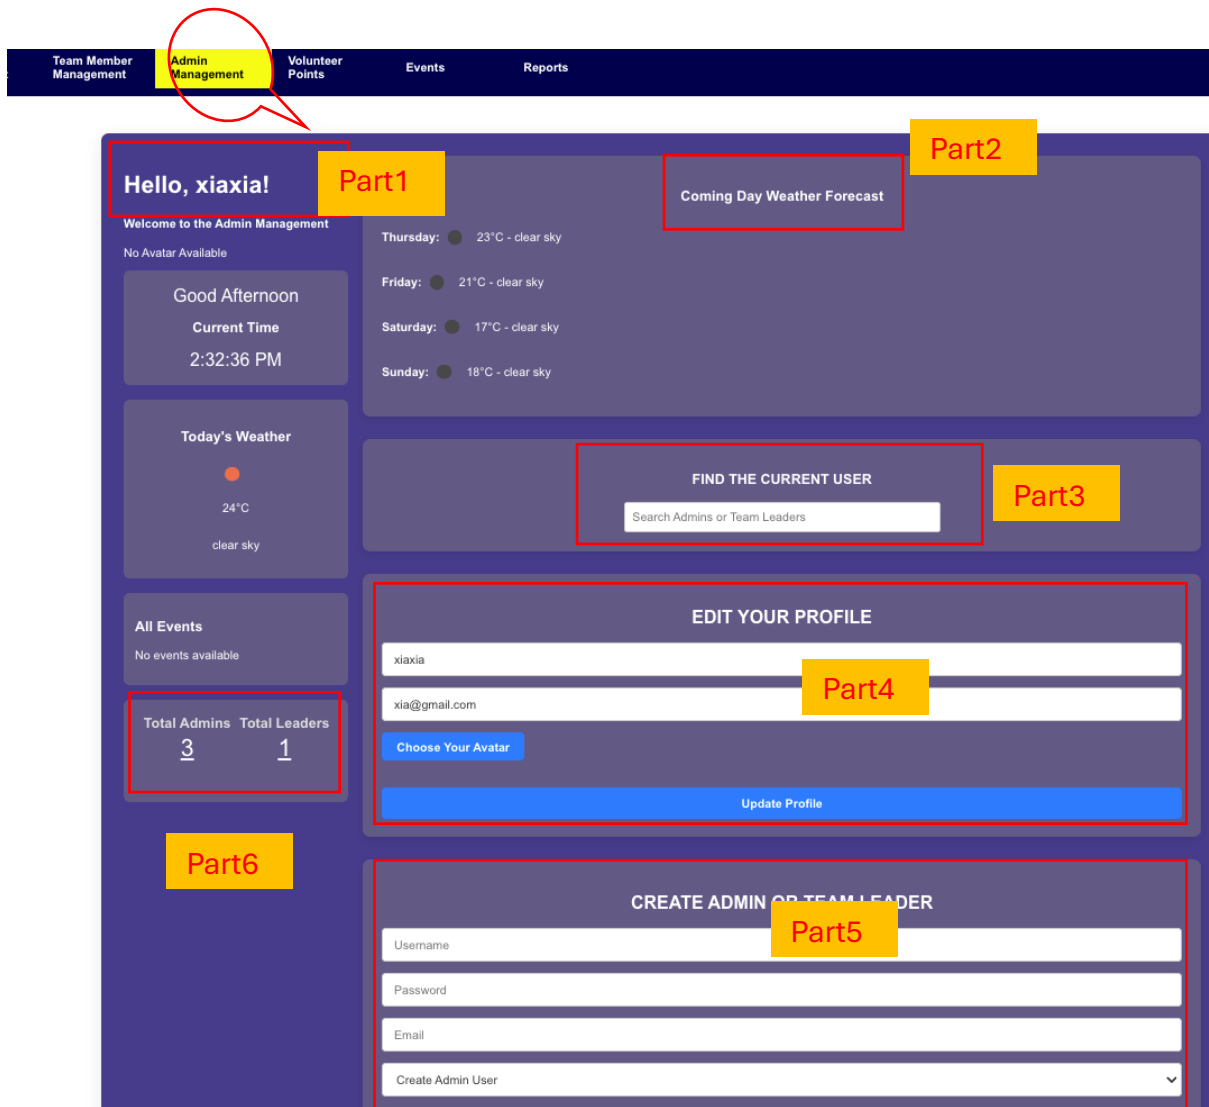 Team Member
Management
Admin
Management
Volunteer
Points
Events
Reports
Part1
Hello, xiaxia!
Welcome to the Admin Management
No Avatar Available
Good Afternoon
Current Time
2:32:36 PM
Today's Weather
24°C
clear sky
All Events
No events available
Total Admins Total Leaders
3 1
Part6
Part2
Coming Day Weather Forecast
Thursday: 23°C - clear sky
Friday: 21°C - clear sky
Saturday: 17°C - clear sky
Sunday: 18°C - clear sky
FIND THE CURRENT USER
Search Admins or Team Leaders
Part3
EDIT YOUR PROFILE
xiaxia
Part4
xia@gmail.com
Choose Your Avatar
Update Profile
CREATE ADMIN OR TEAM LEADER
Part5
Username
Password
Email
Create Admin User